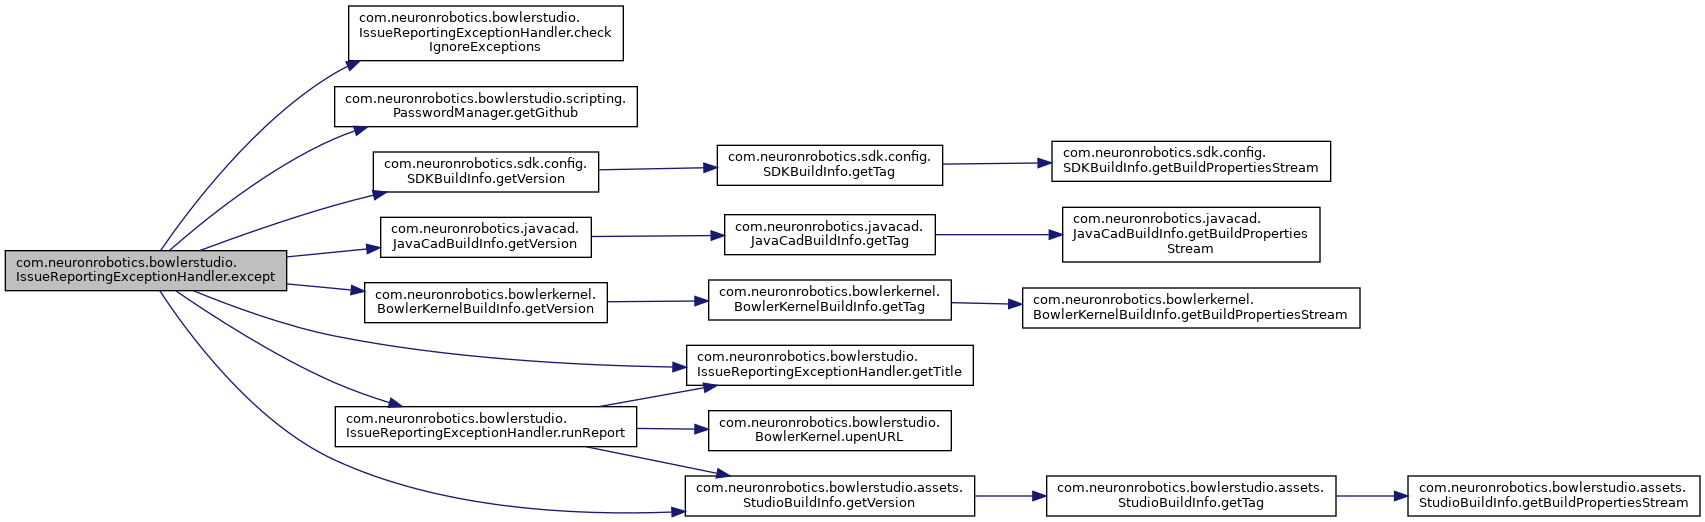 com.neuronrobotics.bowlerstudio.
IssueReportingExceptionHandler.except
com.neuronrobotics.bowlerstudio.
IssueReportingExceptionHandler.check
IgnoreExceptions
com.neuronrobotics.bowlerstudio.scripting.
PasswordManager.getGithub
com.neuronrobotics.sdk.config.
SDKBuildInfo.getVersion
com.neuronrobotics.sdk.config.
SDKBuildInfo.getTag
com.neuronrobotics.sdk.config.
SDKBuildInfo.getBuildPropertiesStream
com.neuronrobotics.javacad.
JavaCadBuildInfo.getVersion
com.neuronrobotics.javacad.
JavaCadBuildInfo.getTag
com.neuronrobotics.javacad.
JavaCadBuildInfo.getBuildProperties
Stream
com.neuronrobotics.bowlerkernel.
BowlerKernelBuildInfo.getVersion
com.neuronrobotics.bowlerkernel.
BowlerKernelBuildInfo.getTag
com.neuronrobotics.bowlerkernel.
BowlerKernelBuildInfo.getBuildPropertiesStream
com.neuronrobotics.bowlerstudio.
IssueReportingExceptionHandler.getTitle
com.neuronrobotics.bowlerstudio.
IssueReportingExceptionHandler.runReport
com.neuronrobotics.bowlerstudio.
BowlerKernel.upenURL
com.neuronrobotics.bowlerstudio.assets.
StudioBuildInfo.getVersion
com.neuronrobotics.bowlerstudio.assets.
StudioBuildInfo.getTag
com.neuronrobotics.bowlerstudio.assets.
StudioBuildInfo.getBuildPropertiesStream